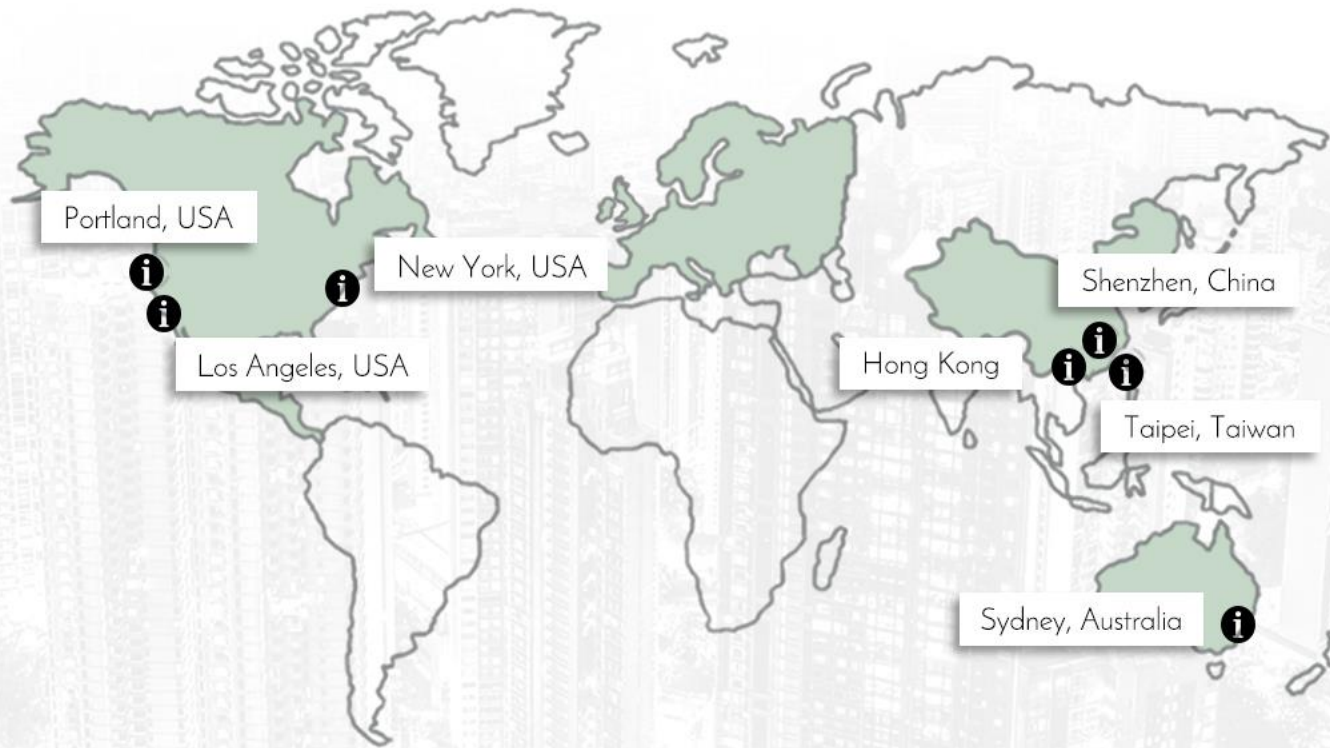 Portland, USA
New York, USA
Los Angeles, USA
Shenzhen, China
Hong Kong
Taipei, Taiwan
Sydney, Australia